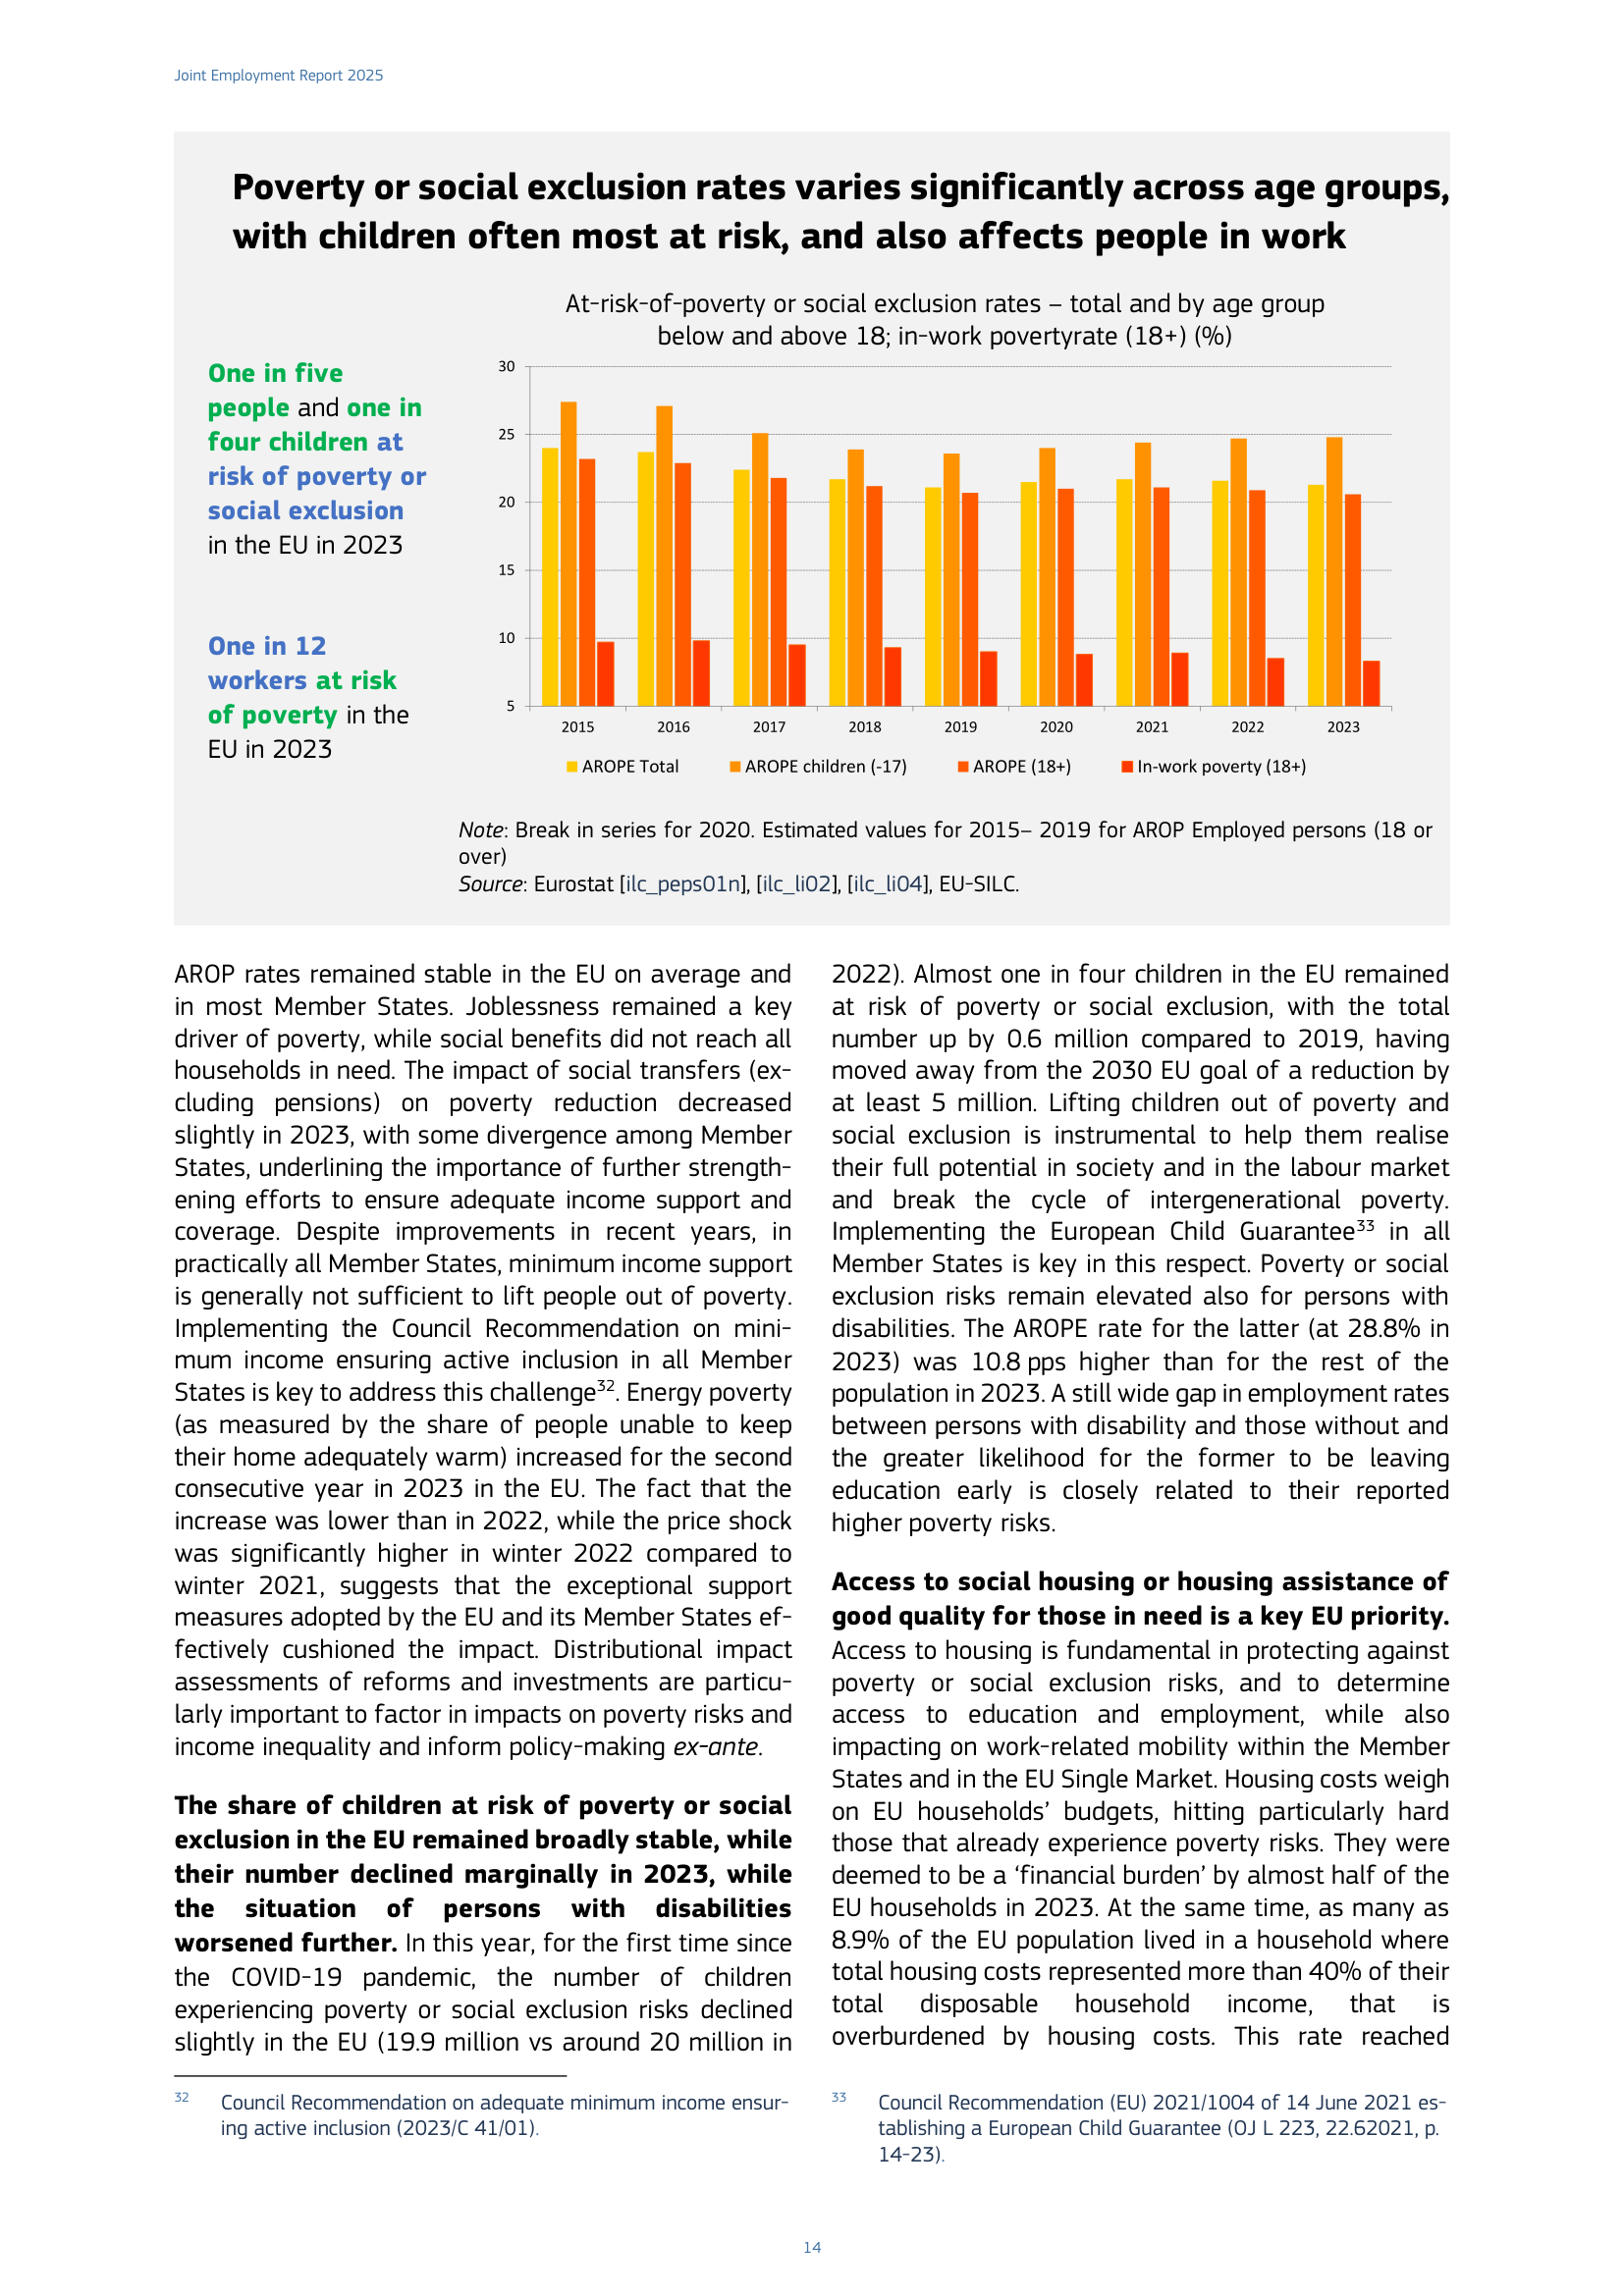 Joint Employment Report 2025
Poverty or social exclusion rates varies significantly across age groups,
with children often most at risk, and also affects people in work
One in five
people and one in
four children at
risk of poverty or
social exclusion
in the EU in 2023
One in 12
workers at risk
of poverty in the
EU in 2023
At-risk-of-poverty or social exclusion rates – total and by age group
below and above 18; in-work povertyrate (18+) (%)
30
25
20
15
10
5
2015 2016 2017 2018 2019 2020 2021 2022 2023
AROPE Total AROPE children (-17) AROPE (18+) In-work poverty (18+)
Note: Break in series for 2020. Estimated values for 2015– 2019 for AROP Employed persons (18 or
over)
Source: Eurostat [ilc_peps01n], [ilc_li02], [ilc_li04], EU-SILC.
AROP rates remained stable in the EU on average and
in most Member States. Joblessness remained a key
driver of poverty, while social benefits did not reach all
households in need. The impact of social transfers (ex-
cluding pensions) on poverty reduction decreased
slightly in 2023, with some divergence among Member
States, underlining the importance of further strength-
ening efforts to ensure adequate income support and
coverage. Despite improvements in recent years, in
practically all Member States, minimum income support
is generally not sufficient to lift people out of poverty.
Implementing the Council Recommendation on mini-
mum income ensuring active inclusion in all Member
States is key to address this challenge32. Energy poverty
(as measured by the share of people unable to keep
their home adequately warm) increased for the second
consecutive year in 2023 in the EU. The fact that the
increase was lower than in 2022, while the price shock
was significantly higher in winter 2022 compared to
winter 2021, suggests that the exceptional support
measures adopted by the EU and its Member States ef-
fectively cushioned the impact. Distributional impact
assessments of reforms and investments are particu-
larly important to factor in impacts on poverty risks and
income inequality and inform policy-making ex-ante.
The share of children at risk of poverty or social
exclusion in the EU remained broadly stable, while
their number declined marginally in 2023, while
the situation of persons with disabilities
worsened further. In this year, for the first time since
the COVID-19 pandemic, the number of children
experiencing poverty or social exclusion risks declined
slightly in the EU (19.9 million vs around 20 million in
2022). Almost one in four children in the EU remained
at risk of poverty or social exclusion, with the total
number up by 0.6 million compared to 2019, having
moved away from the 2030 EU goal of a reduction by
at least 5 million. Lifting children out of poverty and
social exclusion is instrumental to help them realise
their full potential in society and in the labour market
and break the cycle of intergenerational poverty.
Implementing the European Child Guarantee33 in all
Member States is key in this respect. Poverty or social
exclusion risks remain elevated also for persons with
disabilities. The AROPE rate for the latter (at 28.8% in
2023) was 10.8 pps higher than for the rest of the
population in 2023. A still wide gap in employment rates
between persons with disability and those without and
the greater likelihood for the former to be leaving
education early is closely related to their reported
higher poverty risks.
Access to social housing or housing assistance of
good quality for those in need is a key EU priority.
Access to housing is fundamental in protecting against
poverty or social exclusion risks, and to determine
access to education and employment, while also
impacting on work-related mobility within the Member
States and in the EU Single Market. Housing costs weigh
on EU households’ budgets, hitting particularly hard
those that already experience poverty risks. They were
deemed to be a ‘financial burden’ by almost half of the
EU households in 2023. At the same time, as many as
8.9% of the EU population lived in a household where
total housing costs represented more than 40% of their
total disposable household income, that is
overburdened by housing costs. This rate reached
32 Council Recommendation on adequate minimum income ensur-
ing active inclusion (2023/C 41/01).
33 Council Recommendation (EU) 2021/1004 of 14 June 2021 es-
tablishing a European Child Guarantee (OJ L 223, 22.62021, p.
14-23).
14